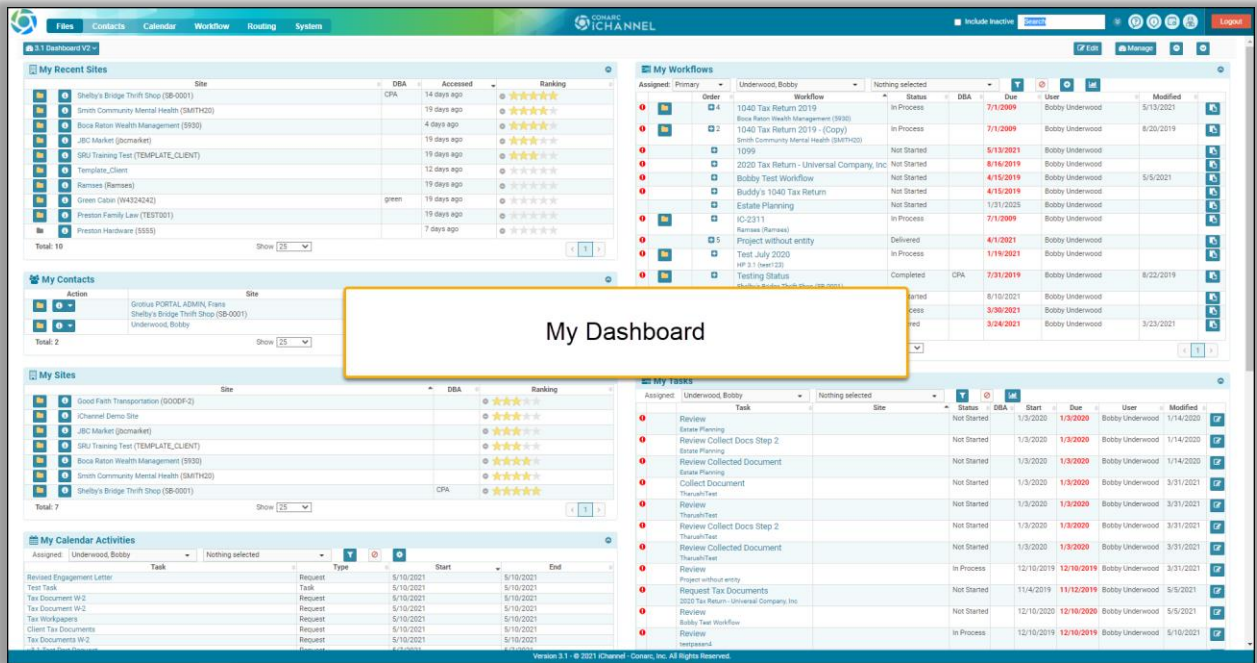 Files Contacts Calendar Workflow Routing System
CONARC
iCHANNEL
Include Inactive Search Logout
3.1 Dashboard V2 Edit Manage
My Recent Sites
Site DBA Accessed Ranking
Shelby's Bridge Thrift Shop (SB-0001) CPA 14 days ago
Smith Community Mental Health (SMITH20) 19 days ago
Boca Raton Wealth Management (5930) 4 days ago
JBC Market (jbcmarket) 19 days ago
SRU Training Test (TEMPLATE_CLIENT) 19 days ago
Template_Client 12 days ago
Ramses (Ramses) 19 days ago
Green Cabin (W4324242) green 19 days ago
Preston Family Law (TEST001) 19 days ago
Preston Hardware (5555) 7 days ago
Total: 10 Show 25 1
My Contacts
Action Site
Grotius PORTAL ADMIN, Frans
Shelby's Bridge Thrift Shop (SB-0001)
Underwood, Bobby
Total: 2 Show 25
My Sites
Site DBA Ranking
Good Faith Transportation (GOODF-2)
iChannel Demo Site
JBC Market (jbcmarket)
SRU Training Test (TEMPLATE_CLIENT)
Boca Raton Wealth Management (5930)
Smith Community Mental Health (SMITH20)
Shelby's Bridge Thrift Shop (SB-0001) CPA
Total: 7 Show 25 1
My Calendar Activities
Assigned: Underwood, Bobby Nothing selected
Task Type Start End
Revised Engagement Letter Request 5/10/2021 5/10/2021
Test Task Task 5/10/2021 5/10/2021
Tax Document W-2 Request 5/10/2021 5/10/2021
Tax Document W-2 Request 5/10/2021 5/10/2021
Tax Workpapers Request 5/10/2021 5/10/2021
Client Tax Documents Request 5/10/2021 5/10/2021
Tax Documents W-2 Request 5/10/2021 5/10/2021
My Workflows
Assigned: Primary Underwood, Bobby Nothing selected
Order Workflow Status DBA Due User Modified
4 1040 Tax Return 2019 In Process 7/1/2009 Bobby Underwood 5/13/2021
Boca Raton Wealth Management (5930)
2 1040 Tax Return 2019 - (Copy) In Process 7/1/2009 Bobby Underwood 8/20/2019
Smith Community Mental Health (SMITH20)
1099 Not Started 5/13/2021 Bobby Underwood
2020 Tax Return - Universal Company, Inc Not Started 8/16/2019 Bobby Underwood
Bobby Test Workflow Not Started 4/15/2019 Bobby Underwood 5/5/2021
Buddy's 1040 Tax Return Not Started 4/15/2019 Bobby Underwood
Estate Planning Not Started 1/31/2025 Bobby Underwood
IC-2311 In Process 7/1/2009 Bobby Underwood
Ramses (Ramses)
5 Project without entity Delivered 4/1/2021 Bobby Underwood
Test July 2020 In Process 1/19/2021 Bobby Underwood
HP 3.1 (test123)
Testing Status Completed CPA 7/31/2019 Bobby Underwood 8/22/2019
Shelby's Bridge Thrift Shop (SB-0001)
8/10/2021 Bobby Underwood
3/30/2021 Bobby Underwood
3/24/2021 Bobby Underwood 3/23/2021
1
My Dashboard
My Tasks
Assigned: Underwood, Bobby Nothing selected
Task Site Status DBA Start Due User Modified
Review Not Started 1/3/2020 1/3/2020 Bobby Underwood 1/14/2020
Estate Planning
Review Collect Docs Step 2 Not Started 1/3/2020 1/3/2020 Bobby Underwood 1/14/2020
Estate Planning
Review Collected Document Not Started 1/3/2020 1/3/2020 Bobby Underwood 1/14/2020
Estate Planning
Collect Document Not Started 1/3/2020 1/3/2020 Bobby Underwood 3/31/2021
TharushiTest
Review Not Started 1/3/2020 1/3/2020 Bobby Underwood 3/31/2021
TharushiTest
Review Collect Docs Step 2 Not Started 1/3/2020 1/3/2020 Bobby Underwood 3/31/2021
TharushiTest
Review Collected Document Not Started 1/3/2020 1/3/2020 Bobby Underwood 3/31/2021
TharushiTest
Review In Process 12/10/2019 12/10/2019 Bobby Underwood 3/31/2021
Project without entity
Request Tax Documents Not Started 11/4/2019 11/12/2019 Bobby Underwood 5/5/2021
2020 Tax Return - Universal Company, Inc
Review Not Started 12/10/2020 12/10/2020 Bobby Underwood 5/5/2021
Bobby Test Workflow
Review In Process 12/10/2019 12/10/2019 Bobby Underwood 5/10/2021
testpasand
Version 3.1 - © 2021 iChannel - Conarc, Inc. All Rights Reserved.